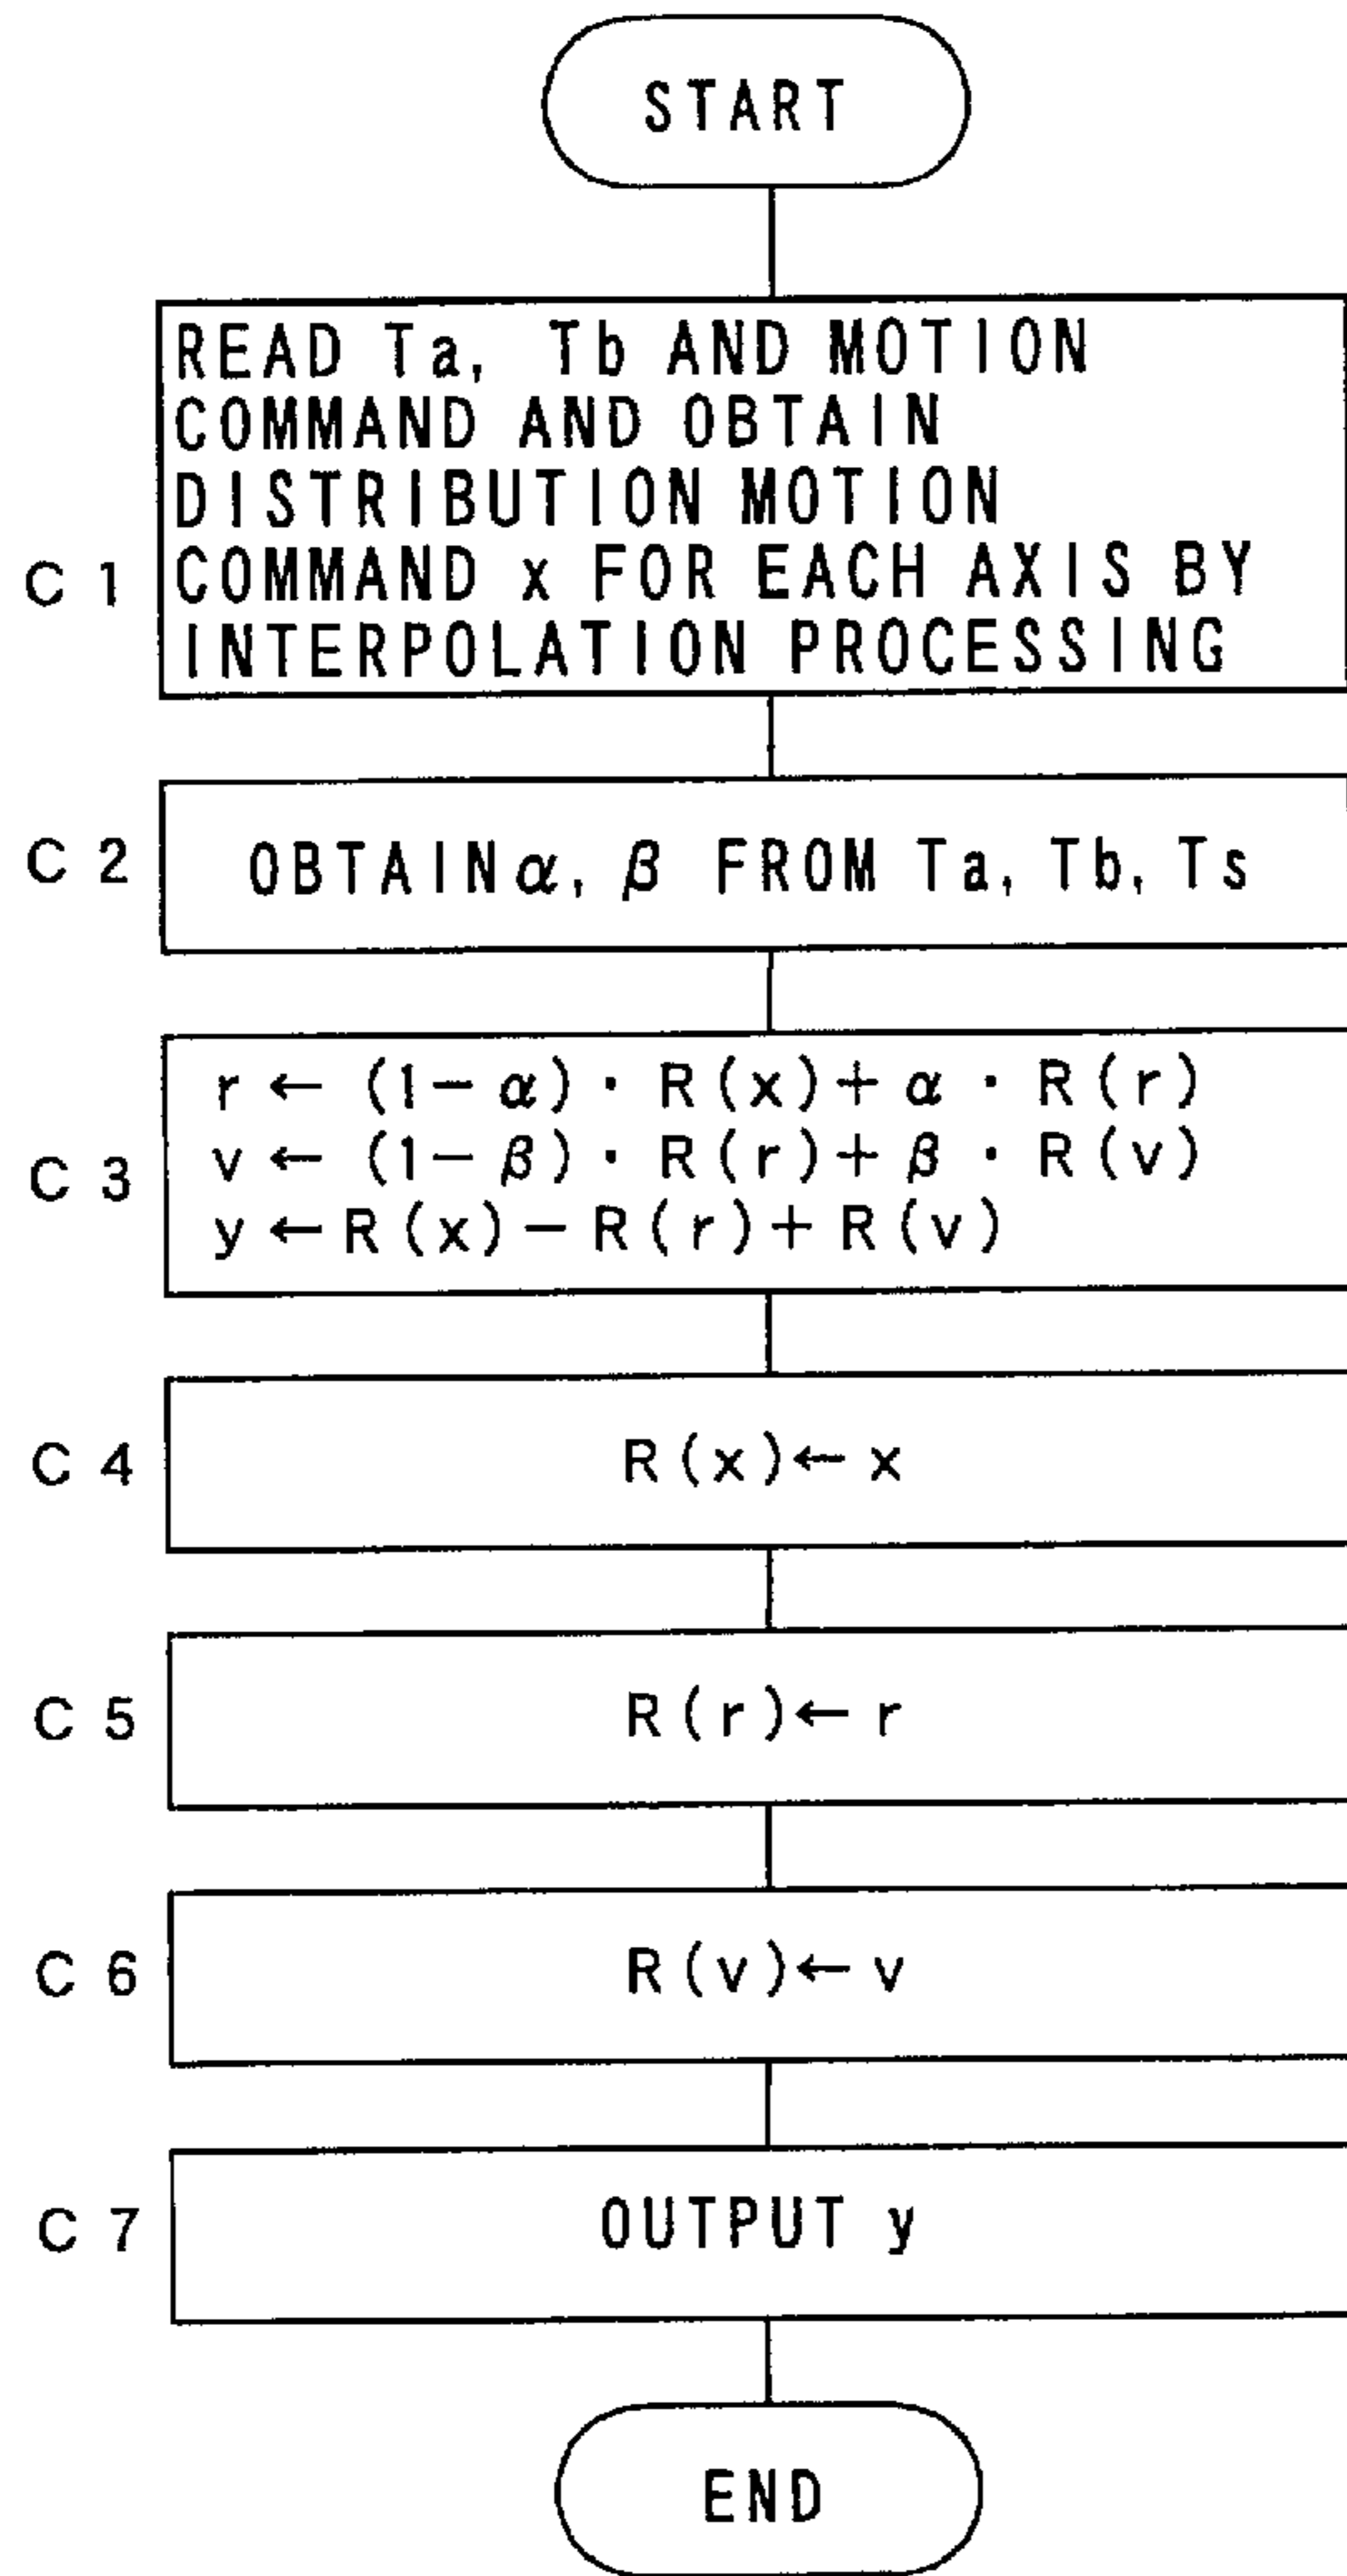 START
READ Ta, Tb AND MOTION
COMMAND AND OBTAIN
DISTRIBUTION MOTION
C 1 COMMAND x FOR EACH AXIS BY
INTERPOLATION PROCESSING
C 2 OBTAIN α, β FROM Ta, Tb, Ts
r ← (1− α) · R(x)+ α · R(r)
C 3 v ← (1− β) · R(r)+ β · R(v)
y ← R(x)− R(r)+ R(v)
C 4 R(x)← x
C 5 R(r)← r
C 6 R(v)← v
C 7 OUTPUT y
END